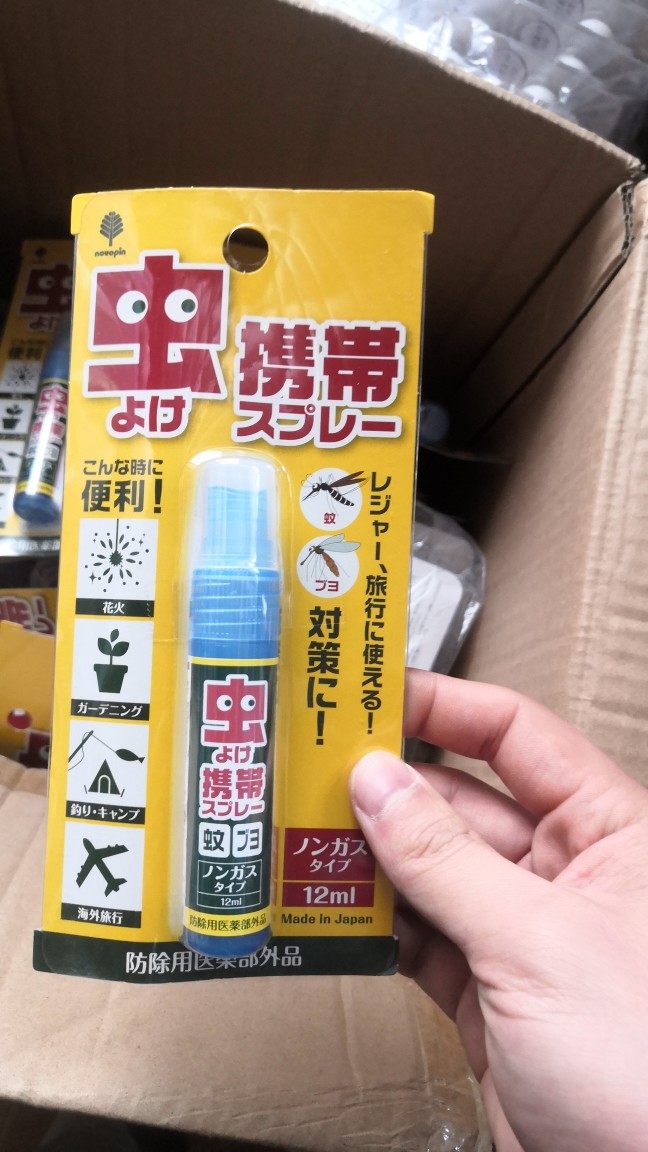 novopin
虫
よけ
携帯
スプレー
こんな時に
便利!
花火
ガーデニング
釣り・キャンプ
海外旅行
蚊
ブヨ
レジャー、旅行に使える!
対策に!
虫
よけ
携帯
スプレー
蚊 ブヨ
ノンガス
タイプ
12ml
防除用医薬部外品
ノンガス
タイプ
12ml
Made In Japan
防除用医薬部外品